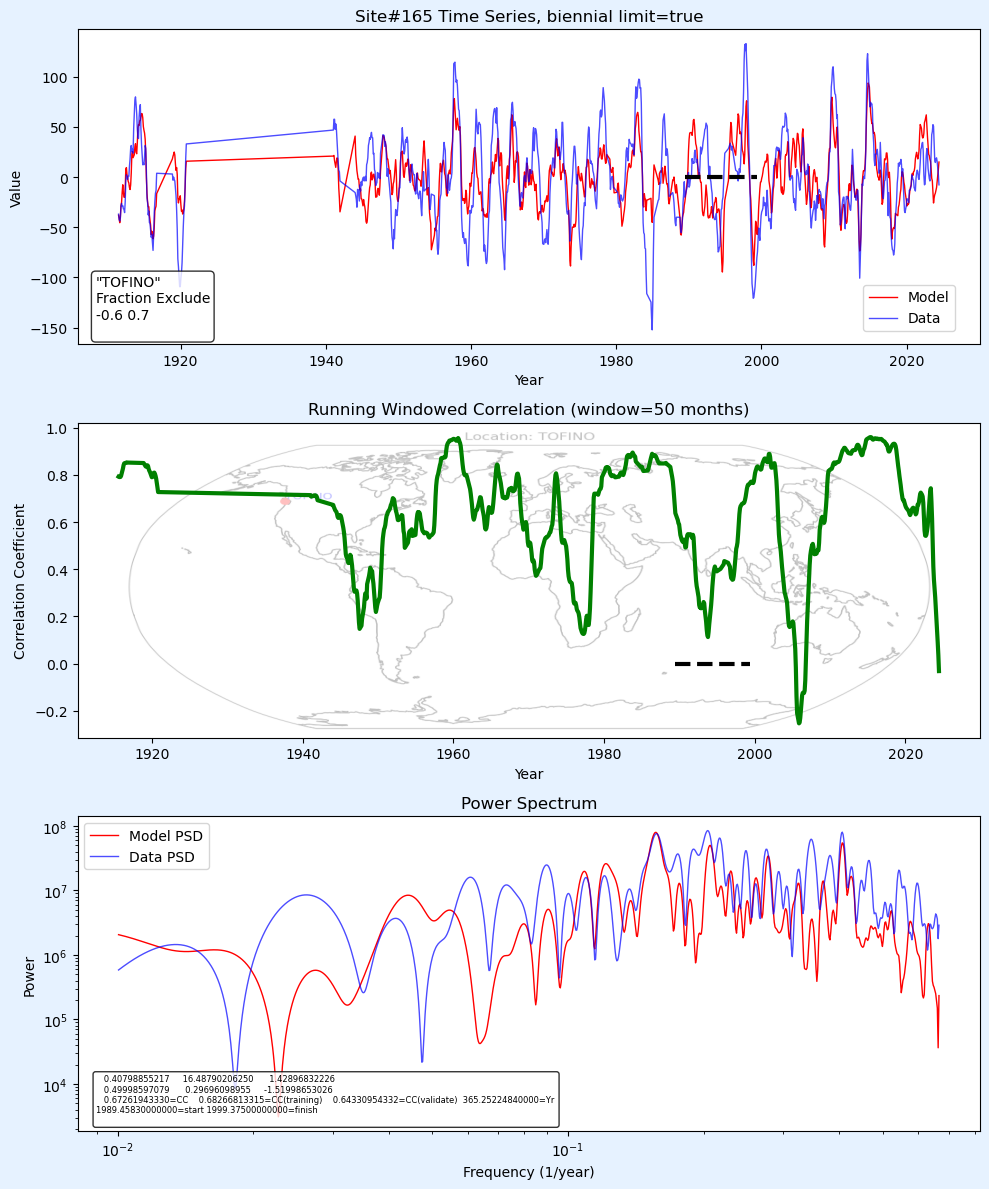 Site#165 Time Series, biennial limit=true
100
50
0
−50
−100
−150
Value
"TOFINO"
Fraction Exclude
-0.6 0.7
Model
Data
1920
1940
1960
1980
2000
2020
Year
Running Windowed Correlation (window=50 months)
Location: TOFINO
1.0
0.8
0.6
0.4
0.2
0.0
−0.2
Correlation Coefficient
1920
1940
1960
1980
2000
2020
Year
Power Spectrum
Model PSD
Data PSD
10^8
10^7
10^6
10^5
10^4
Power
0.40798855217 16.48790206250 1.42896832226
0.49998597079 0.29696098955 -1.51998653026
0.67261943330=CC 0.68266813315=CC(training) 0.64330954332=CC(validate) 365.25224840000=Yr
1989.45830000000=start 1999.37500000000=finish
10^−2
10^−1
Frequency (1/year)